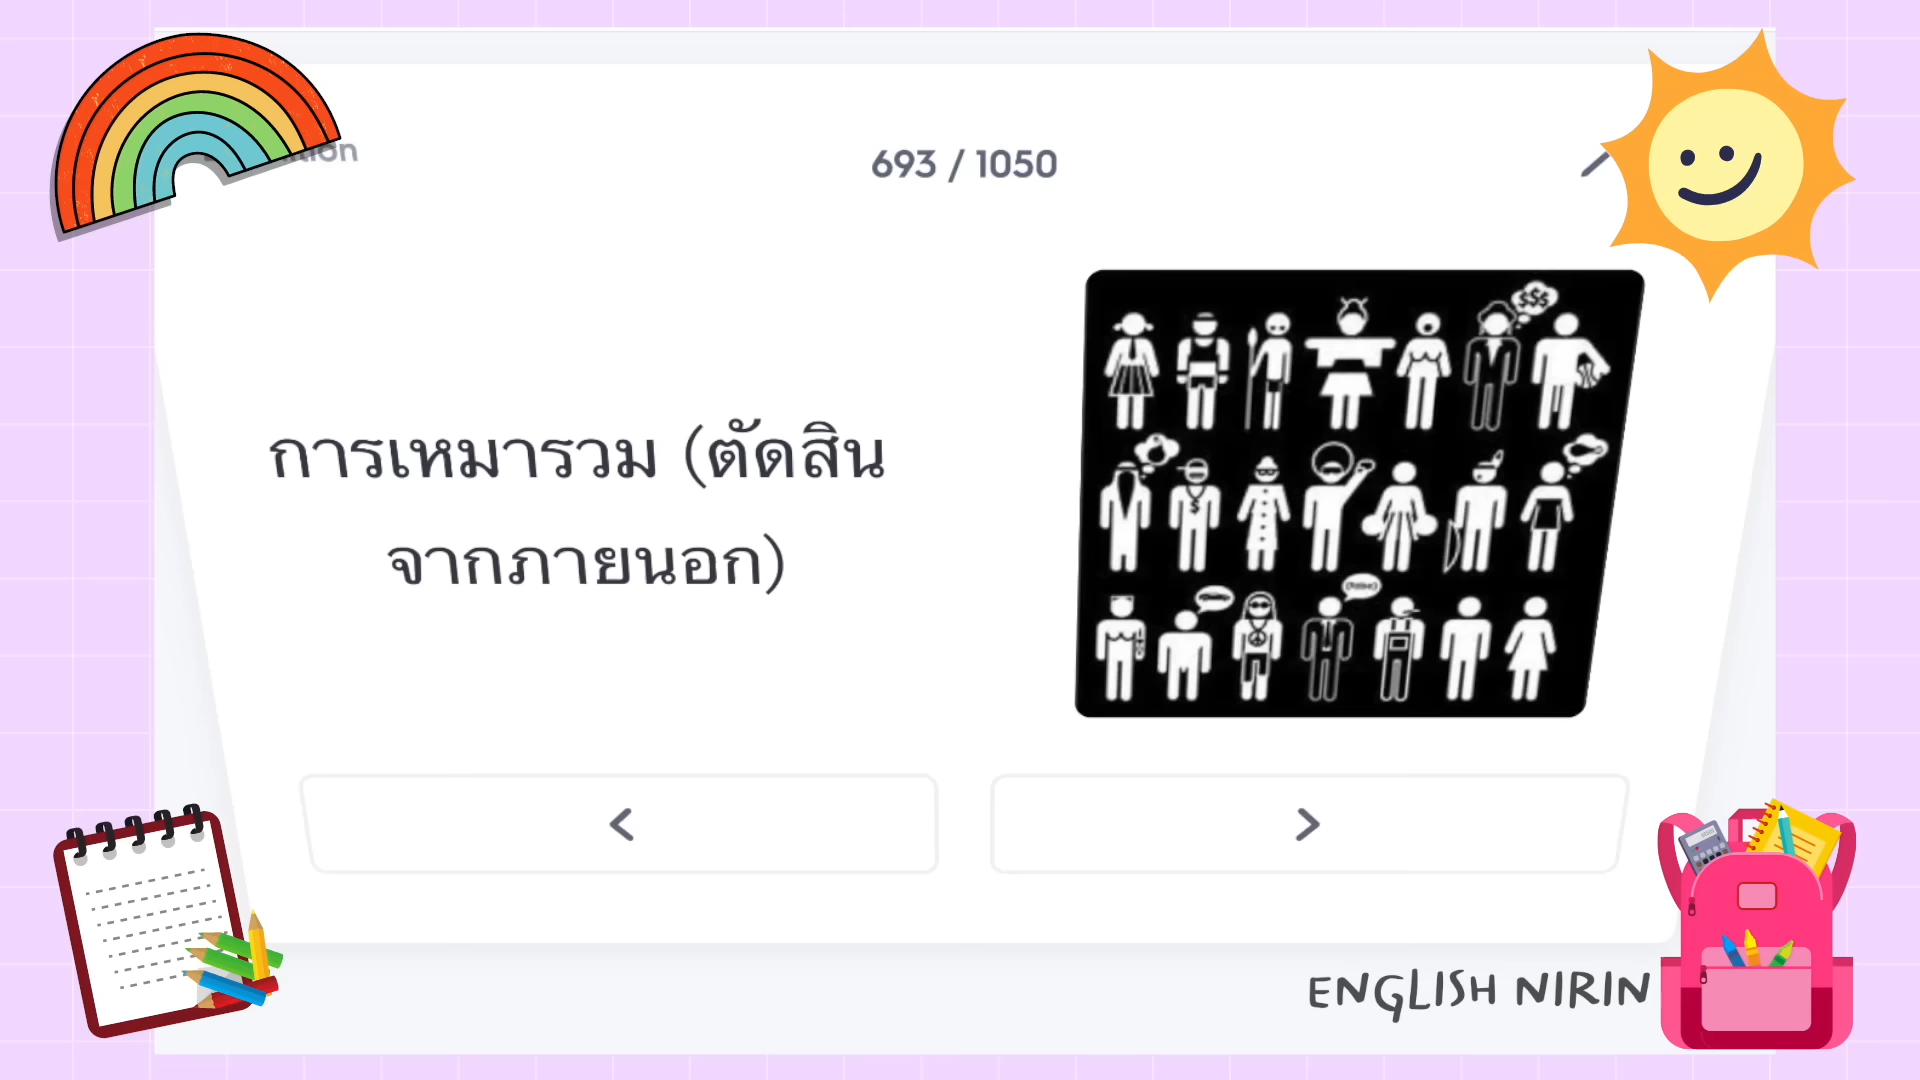 693 / 1050
$$$
การเหมารวม (ตัดสิน
จากภายนอก)
ENGLISH NIRIN